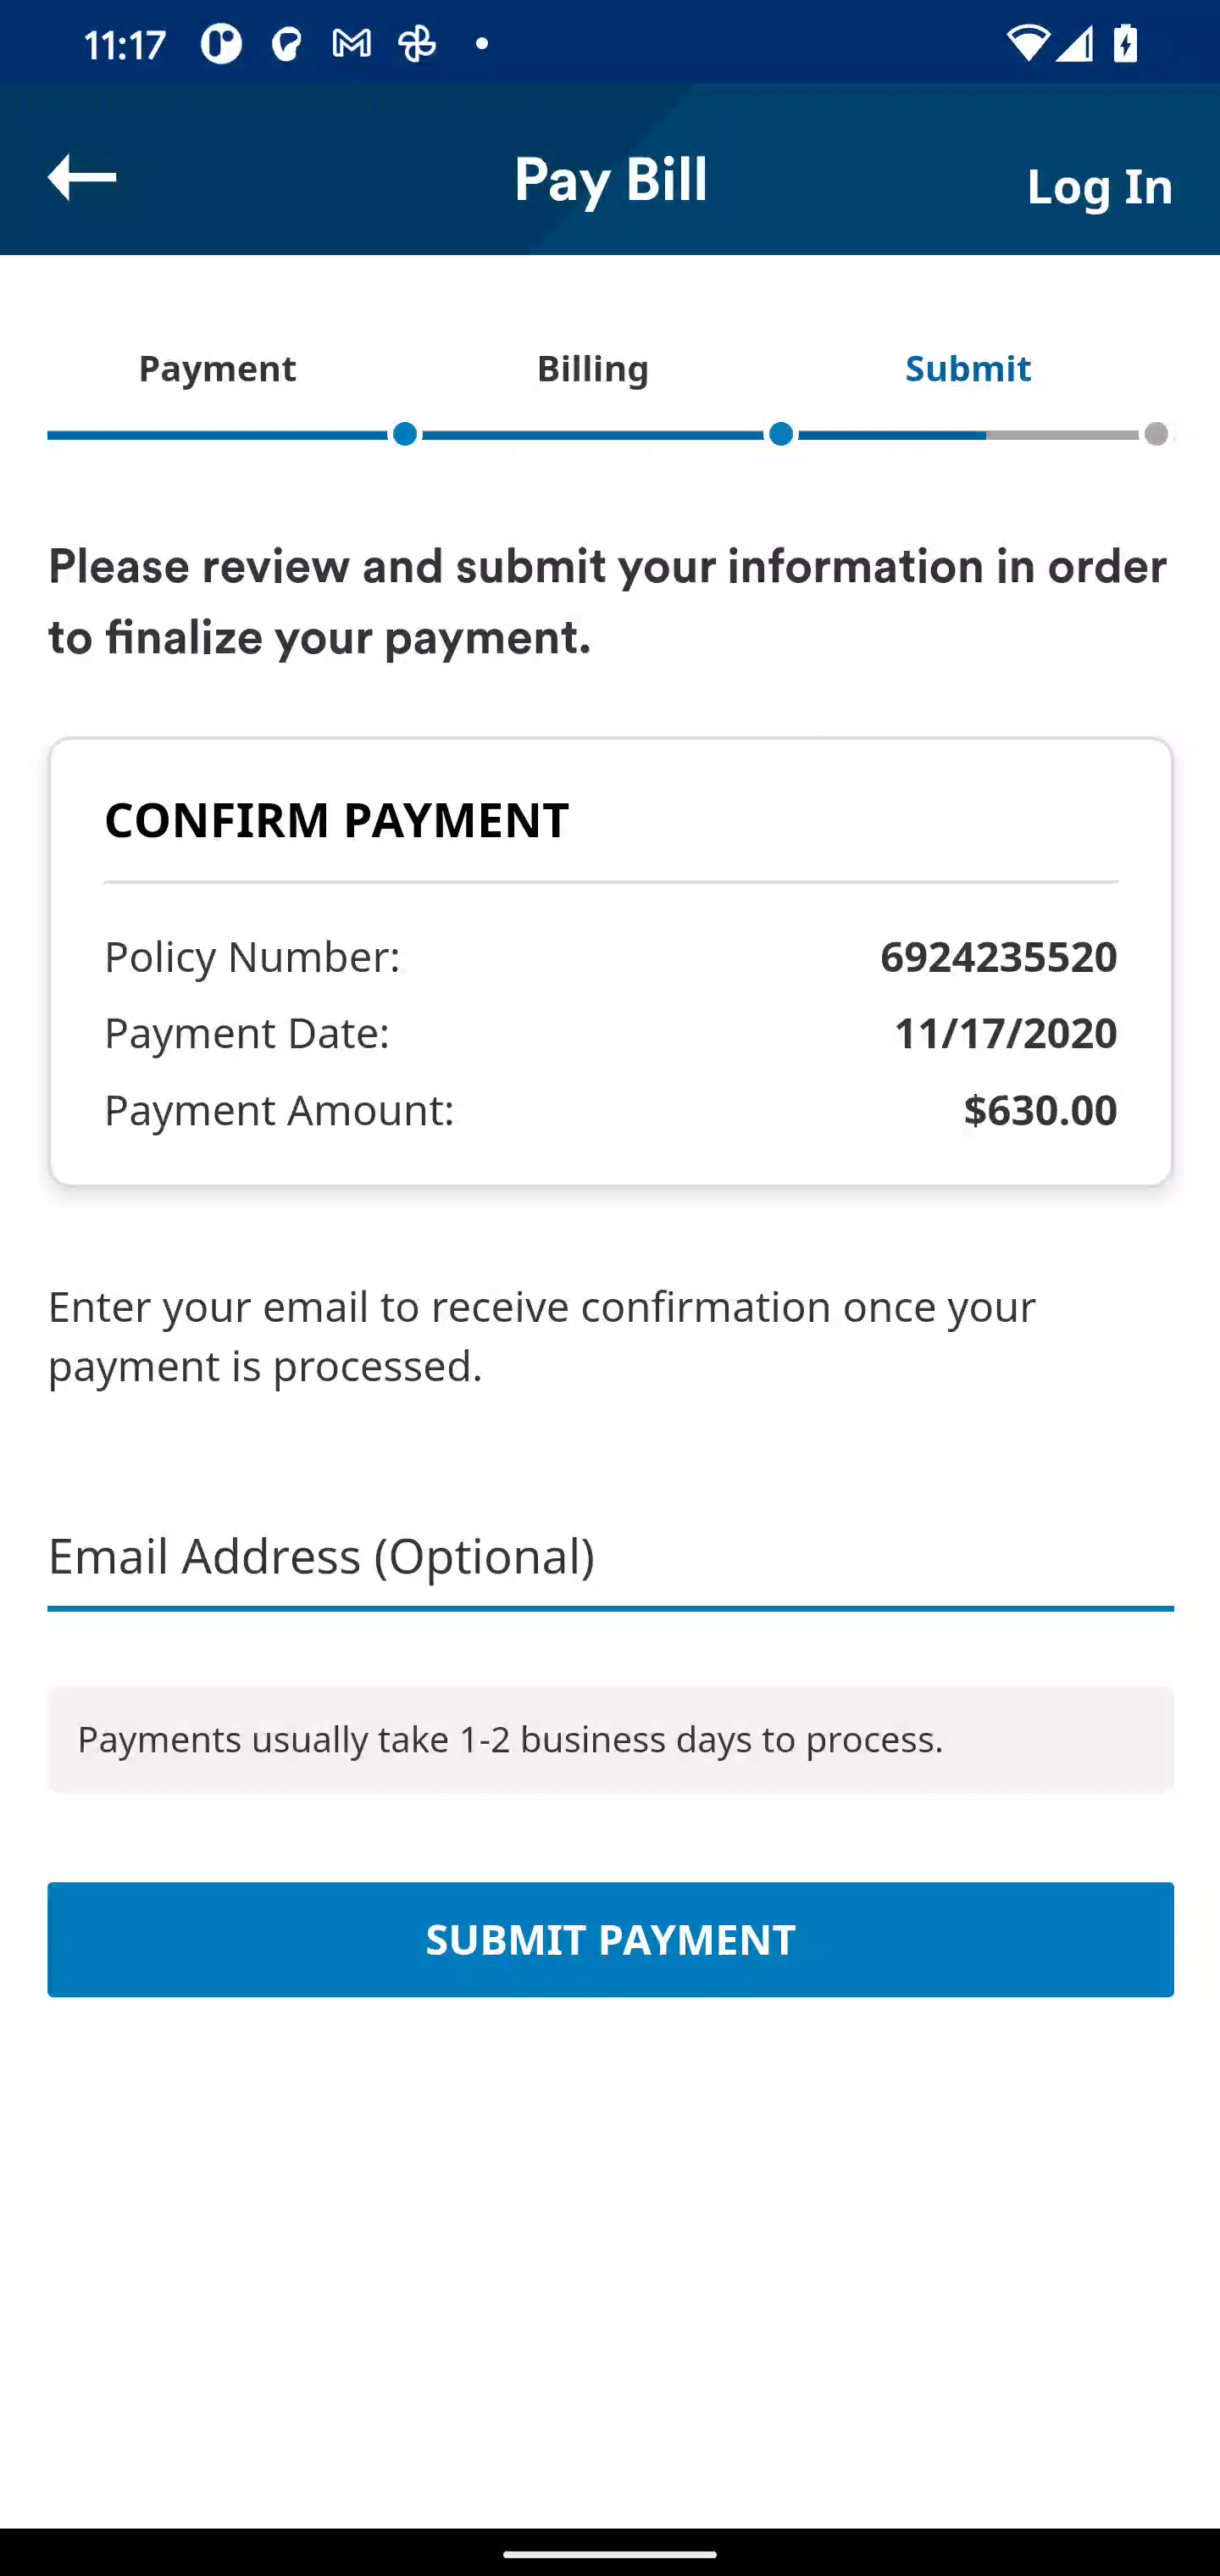 11:17
Pay Bill
Log In
Payment Billing Submit
Please review and submit your information in order
to finalize your payment.
CONFIRM PAYMENT
Policy Number: 6924235520
Payment Date: 11/17/2020
Payment Amount: $630.00
Enter your email to receive confirmation once your
payment is processed.
Email Address (Optional)
Payments usually take 1-2 business days to process.
SUBMIT PAYMENT